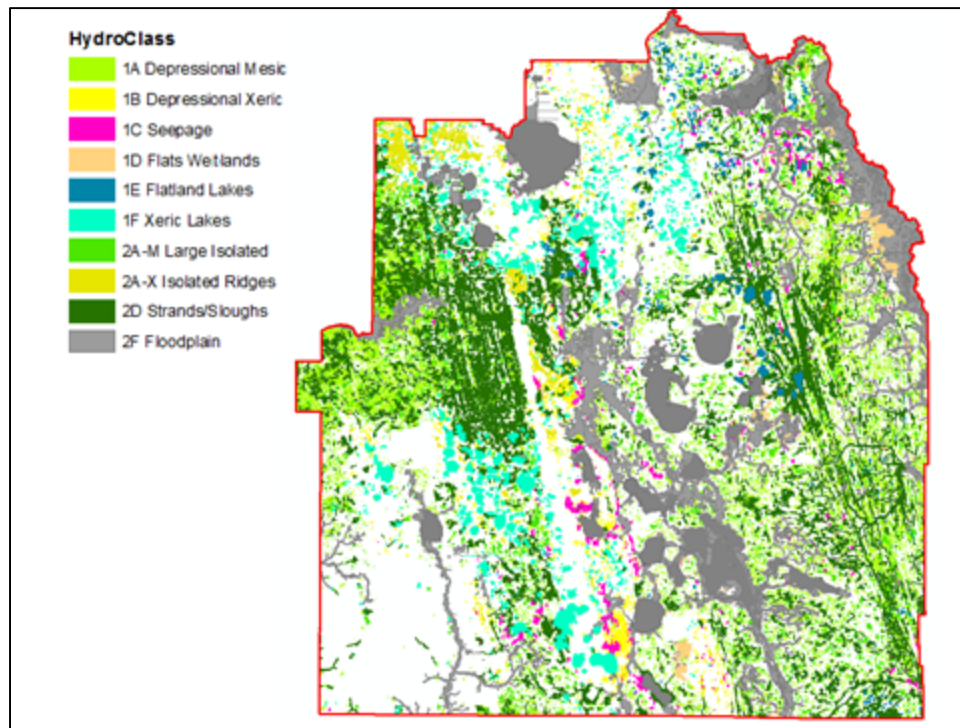 HydroClass
1A Depressional Mesic
1B Depressional Xeric
1C Seepage
1D Flats Wetlands
1E Flatland Lakes
1F Xeric Lakes
2A-M Large Isolated
2A-X Isolated Ridges
2D Strands/Sloughs
2F Floodplain